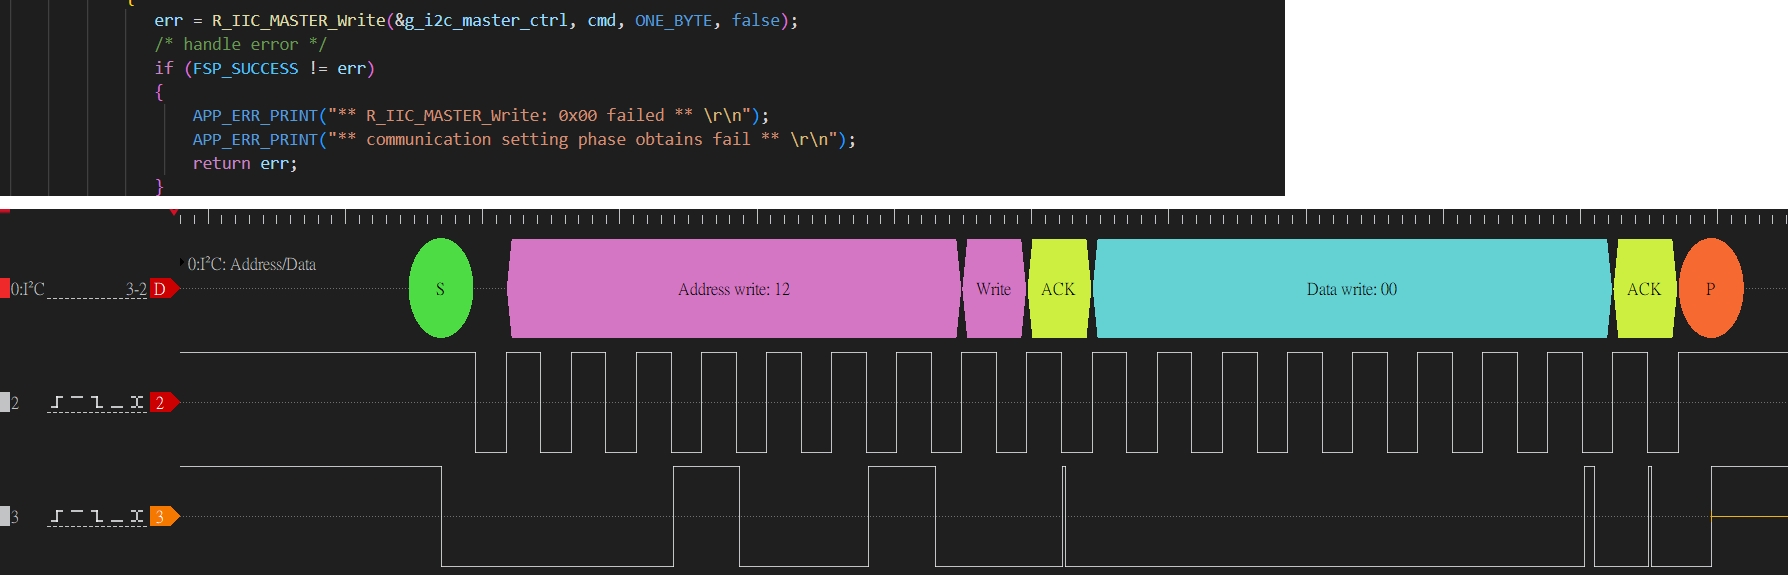 {
err = R_IIC_MASTER_Write(&g_i2c_master_ctrl, cmd, ONE_BYTE, false);
/* handle error */
if (FSP_SUCCESS != err)
{
APP_ERR_PRINT("** R_IIC_MASTER_Write: 0x00 failed ** \r\n");
APP_ERR_PRINT("** communication setting phase obtains fail ** \r\n");
return err;
}
0:I²C: Address/Data
0:I²C 3-2 D S Address write: 12 Write ACK Data write: 00 ACK P
2 2
3 3